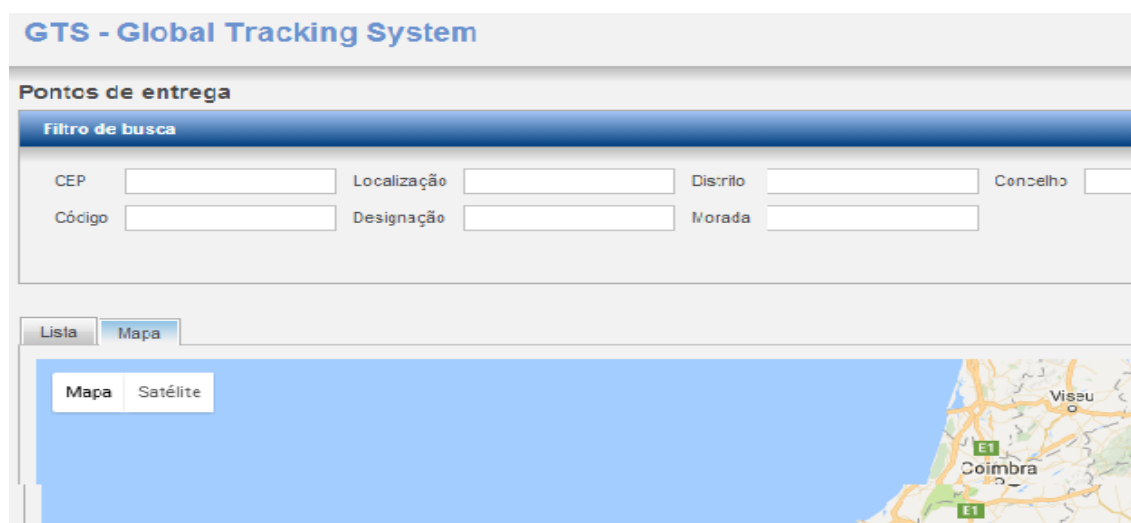 GTS - Global Tracking System
Pontos de entrega
Filtro de busca
CEP Localização Distrito Concelho
Código Designação Morada
Lista Mapa
Mapa Satélite
Viseu
E1
Coimbra
E1